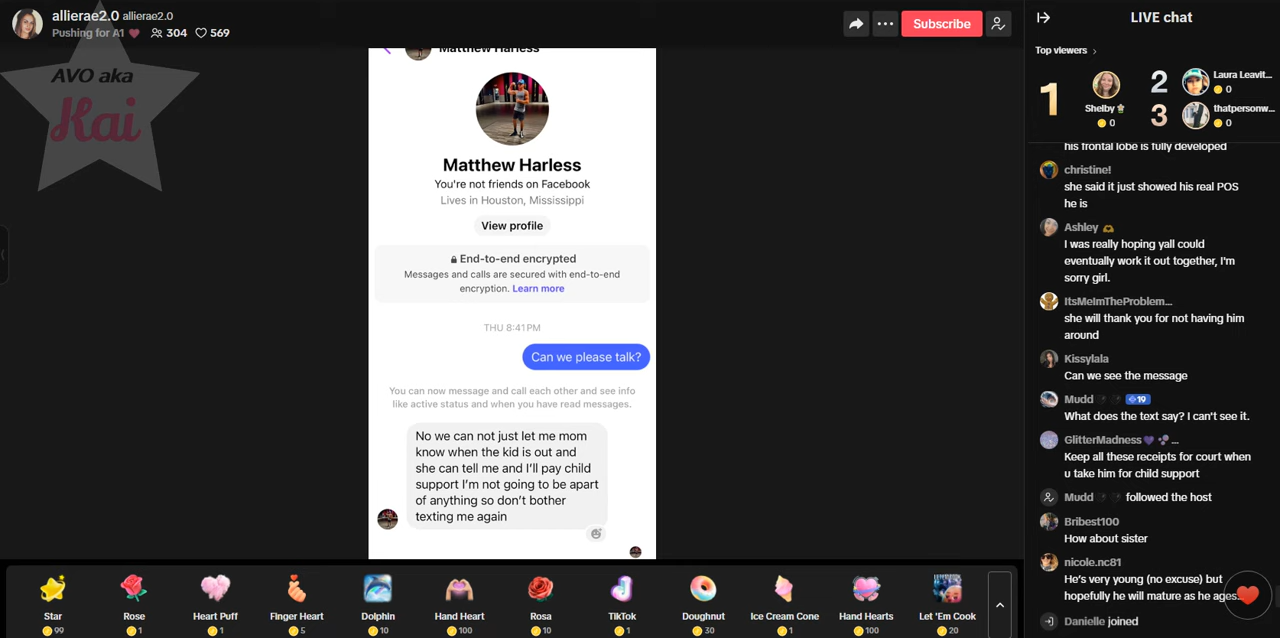 allierae2.0 allierae2.0
Pushing for A1 304 569
AVO aka
Kai
Subscribe
Matthew Harless
Matthew Harless
You're not friends on Facebook
Lives in Houston, Mississippi
View profile
End-to-end encrypted
Messages and calls are secured with end-to-end
encryption. Learn more
THU 8:41 PM
Can we please talk?
You can now message and call each other and see info
like active status and when you have read messages.
No we can not just let me mom
know when the kid is out and
she can tell me and I'll pay child
support I'm not going to be apart
of anything so don't bother
texting me again
Star
99
Rose
1
Heart Puff
1
Finger Heart
5
Dolphin
10
Hand Heart
100
Rosa
10
TikTok
1
Doughnut
30
Ice Cream Cone
1
Hand Hearts
100
Let 'Em Cook
20
LIVE chat
Top viewers
1
Shelby
0
2
Laura Leavit...
0
3
thatpersonw...
0
his frontal lobe is fully developed
christine!
she said it just showed his real POS
he is
Ashley
I was really hoping yall could
eventually work it out together, I'm
sorry girl.
ItsMeImTheProblem...
she will thank you for not having him
around
Kissylala
Can we see the message
Mudd 19
What does the text say? I can't see it.
GlitterMadness ...
Keep all these receipts for court when
u take him for child support
Mudd followed the host
Bribest100
How about sister
nicole.nc81
He's very young (no excuse) but
hopefully he will mature as he ages...
Danielle joined